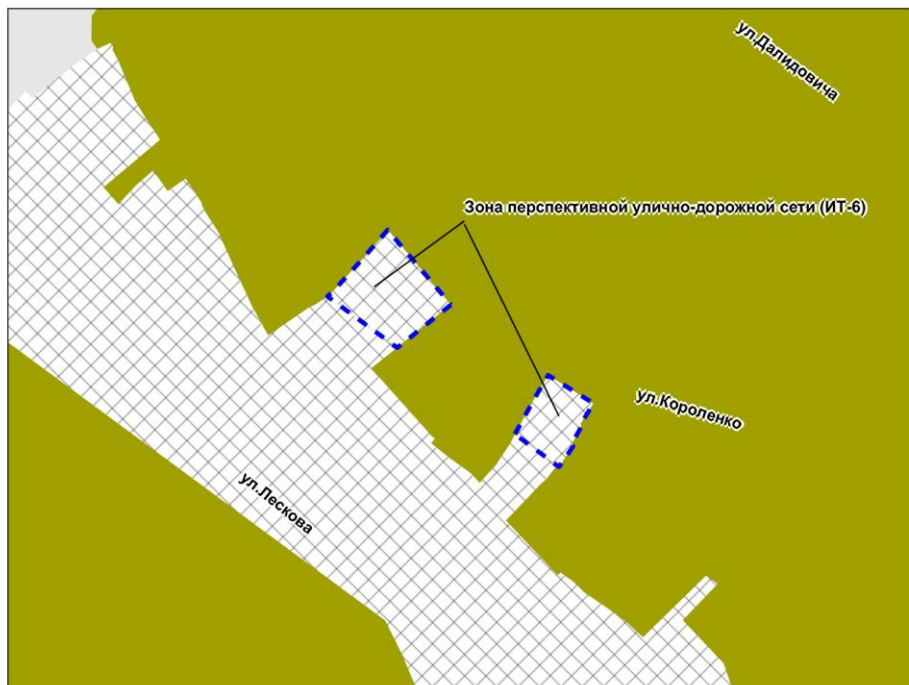 ул.Далидовича
Зона перспективной улично-дорожной сети (ИТ-6)
ул.Короленко
ул.Лескова